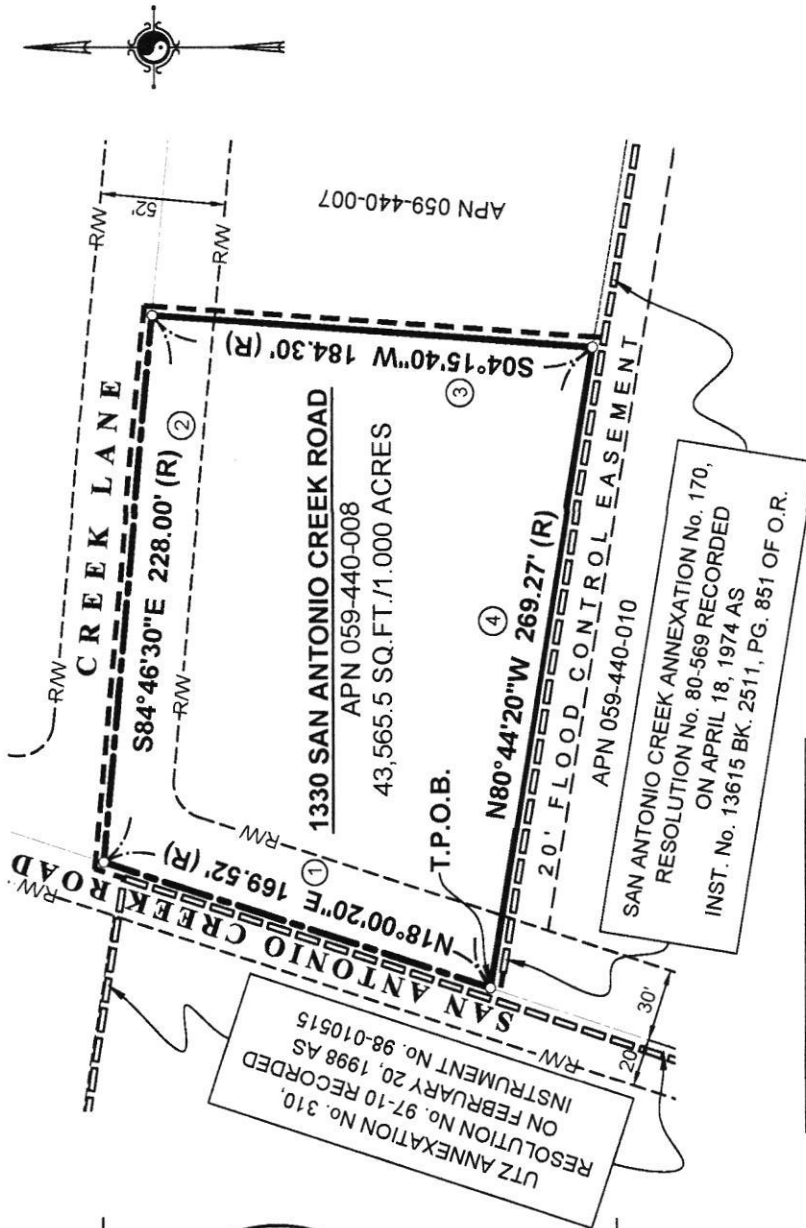 R/W
52'
R/W
R/W
CREEK LANE
APN 059-440-007
S84°46'30"E 228.00' (R)
2
R/W
1330 SAN ANTONIO CREEK ROAD
APN 059-440-008
43,565.5 SQ.FT./1.000 ACRES
S04°15'40"W 184.30' (R)
3
R/W
R/W
SAN ANTONIO CREEK ROAD
N18°00'20"E 169.52' (R)
1
T.P.O.B.
4
N80°44'20"W 269.27' (R)
20' FLOOD CONTROL EASEMENT
APN 059-440-010
R/W
30'
20'
UTZ ANNEXATION No. 310,
RESOLUTION No. 97-10 RECORDED
ON FEBRUARY 20, 1998 AS
INSTRUMENT No. 98-010515
SAN ANTONIO CREEK ANNEXATION No. 170,
RESOLUTION No. 80-569 RECORDED
ON APRIL 18, 1974 AS
INST. No. 13615 BK. 2511, PG. 851 OF O.R.